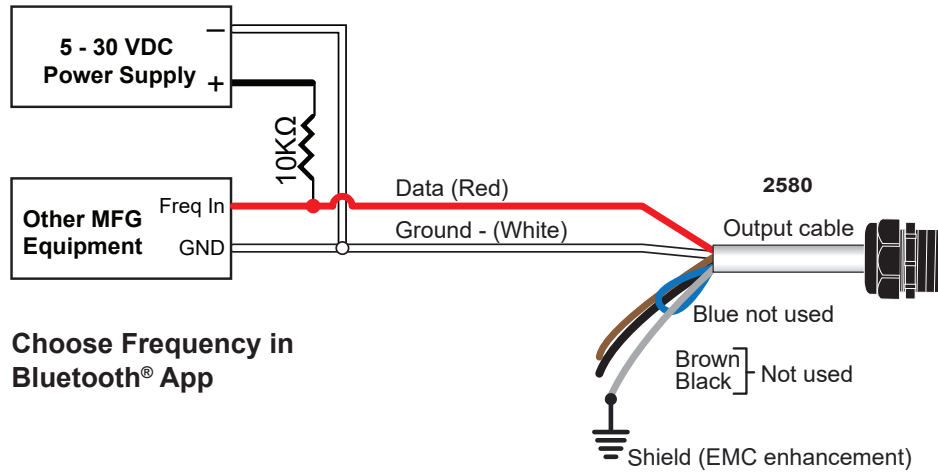 5 - 30 VDC
Power Supply
−
+
10KΩ
Other MFG
Equipment
Freq In
GND
Data (Red)
Ground - (White)
2580
Output cable
Blue not used
Brown
Black
Not used
Shield (EMC enhancement)
Choose Frequency in
Bluetooth® App